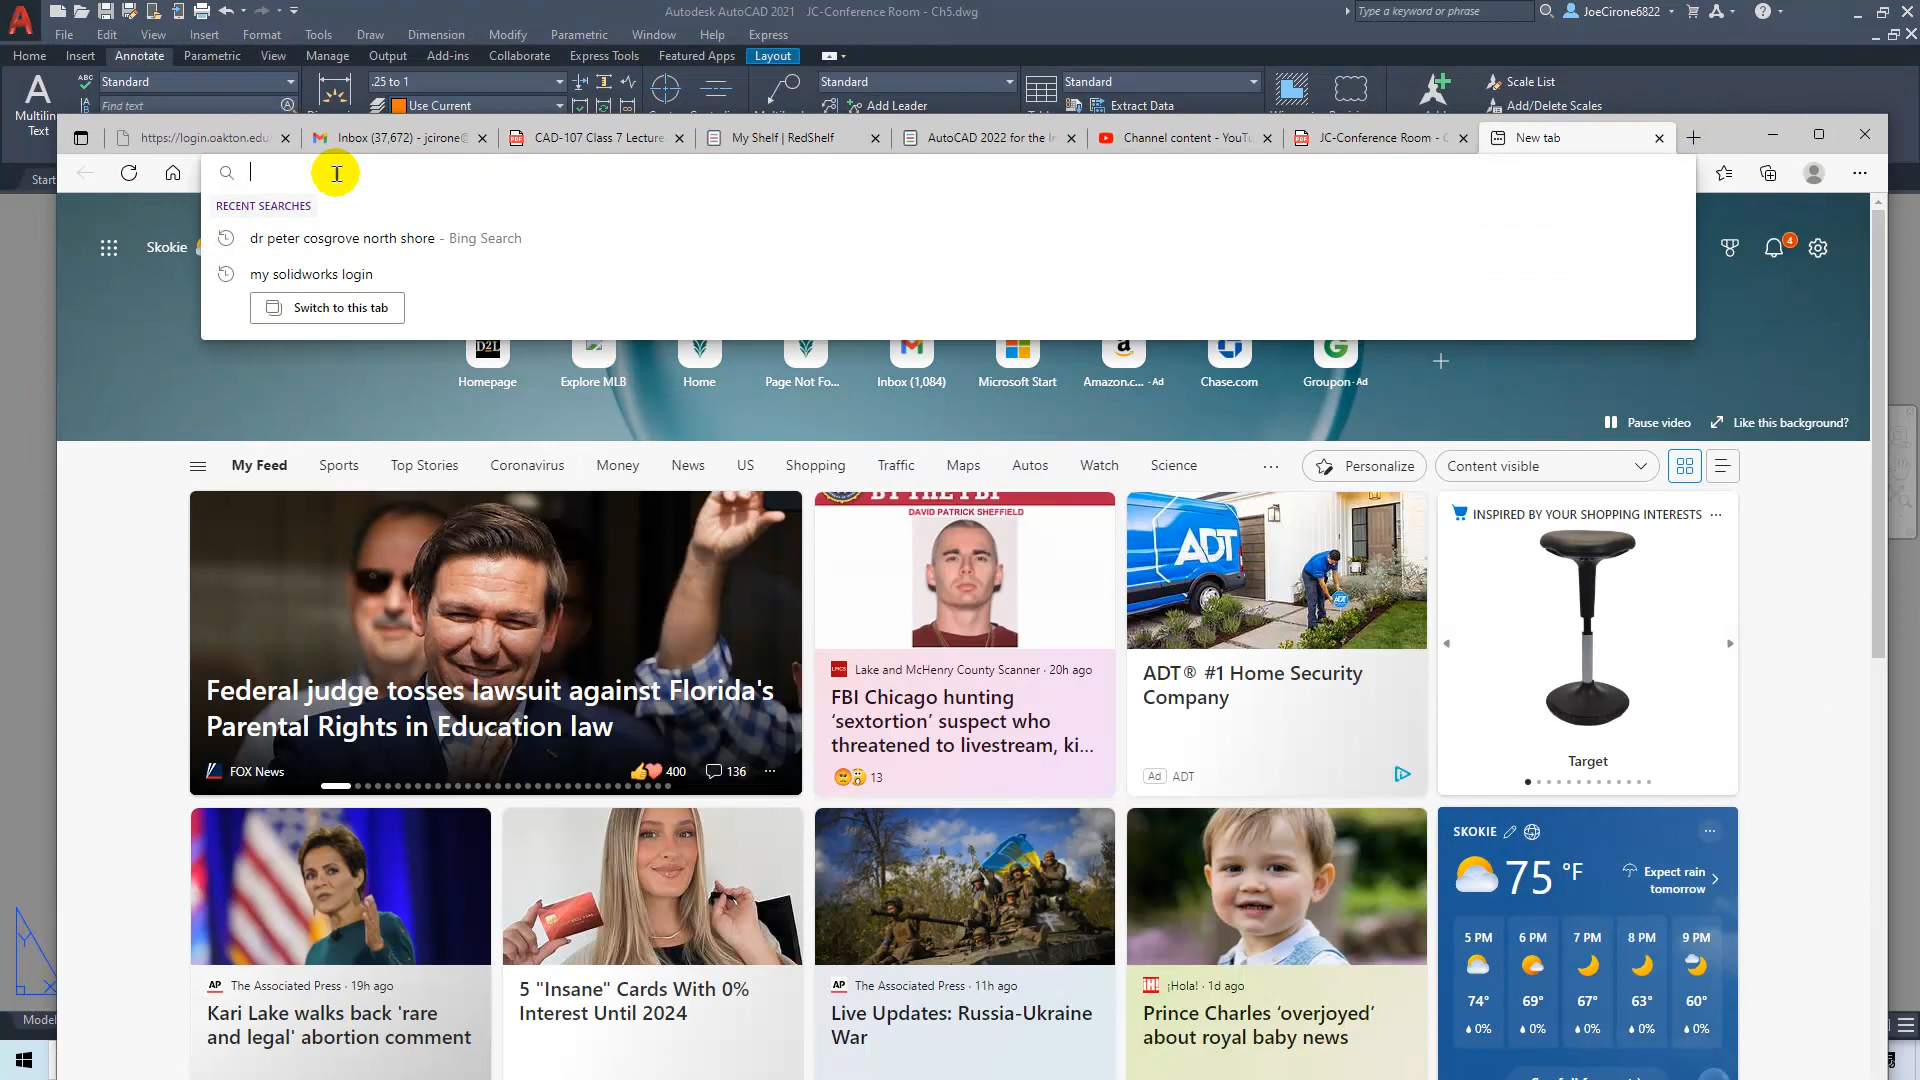 Autodesk AutoCAD 2021 JC-Conference Room - Ch5.dwg
Type a keyword or phrase
JoeCirone6822
File Edit View Insert Format Tools Draw Dimension Modify Parametric Window Help Express
Home Insert Annotate Parametric View Manage Output Add-ins Collaborate Express Tools Featured Apps Layout
A
Multilin
Text
ABC
Standard
Find text
.25 to 1
Use Current
Standard
Add Leader
Standard
Extract Data
Scale List
Add/Delete Scales
Start
https://login.oakton.edu/
Inbox (37,672) - jcirone@
CAD-107 Class 7 Lecture
My Shelf | RedShelf
AutoCAD 2022 for the In
Channel content - YouTu
JC-Conference Room - C
New tab
RECENT SEARCHES
dr peter cosgrove north shore - Bing Search
my solidworks login
Switch to this tab
Skokie
4
D2L
Homepage
Explore MLB
Home
Page Not Fo...
Inbox (1,084)
Microsoft Start
Amazon.c... - Ad
Chase.com
Groupon - Ad
Pause video
Like this background?
My Feed Sports Top Stories Coronavirus Money News US Shopping Traffic Maps Autos Watch Science ...
Personalize
Content visible
Federal judge tosses lawsuit against Florida's
Parental Rights in Education law
FOX News
400
136
BY THE FBI
DAVID PATRICK SHEFFIELD
LMCS
Lake and McHenry County Scanner · 20h ago
FBI Chicago hunting
‘sextortion’ suspect who
threatened to livestream, ki...
13
ADT
ADT® #1 Home Security
Company
Ad ADT
INSPIRED BY YOUR SHOPPING INTERESTS
Target
AP The Associated Press · 19h ago
Kari Lake walks back 'rare
and legal' abortion comment
5 "Insane" Cards With 0%
Interest Until 2024
AP The Associated Press · 11h ago
Live Updates: Russia-Ukraine
War
¡Hola! · 1d ago
Prince Charles ‘overjoyed’
about royal baby news
SKOKIE
75 °F
Expect rain
tomorrow
5 PM 6 PM 7 PM 8 PM 9 PM
74° 69° 67° 63° 60°
0% 0% 0% 0% 0%
Y
X
Model